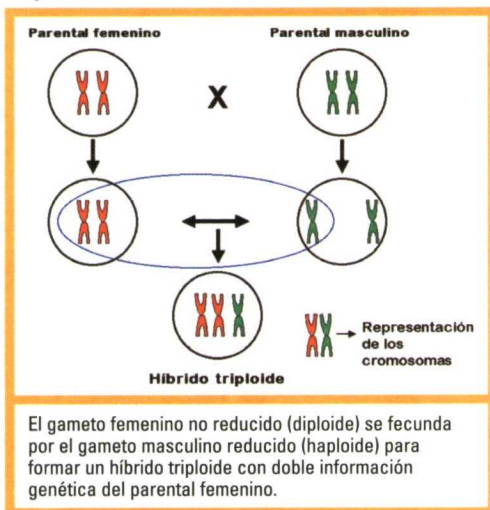 Parental femenino
Parental masculino
X
Representación
de los
cromosomas
Híbrido triploide
El gameto femenino no reducido (diploide) se fecunda
por el gameto masculino reducido (haploide) para
formar un híbrido triploide con doble información
genética del parental femenino.